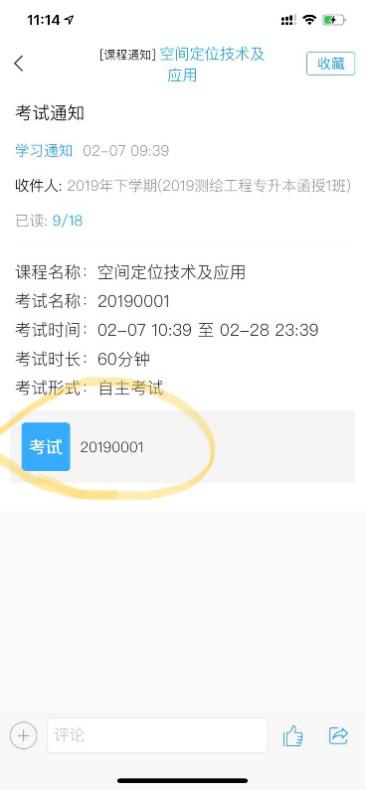 11:14
[课程通知] 空间定位技术及
应用
收藏
考试通知
学习通知 02-07 09:39
收件人: 2019年下学期(2019测绘工程专升本函授1班)
已读: 9/18
课程名称： 空间定位技术及应用
考试名称： 20190001
考试时间： 02-07 10:39 至 02-28 23:39
考试时长： 60分钟
考试形式： 自主考试
考试 20190001
评论